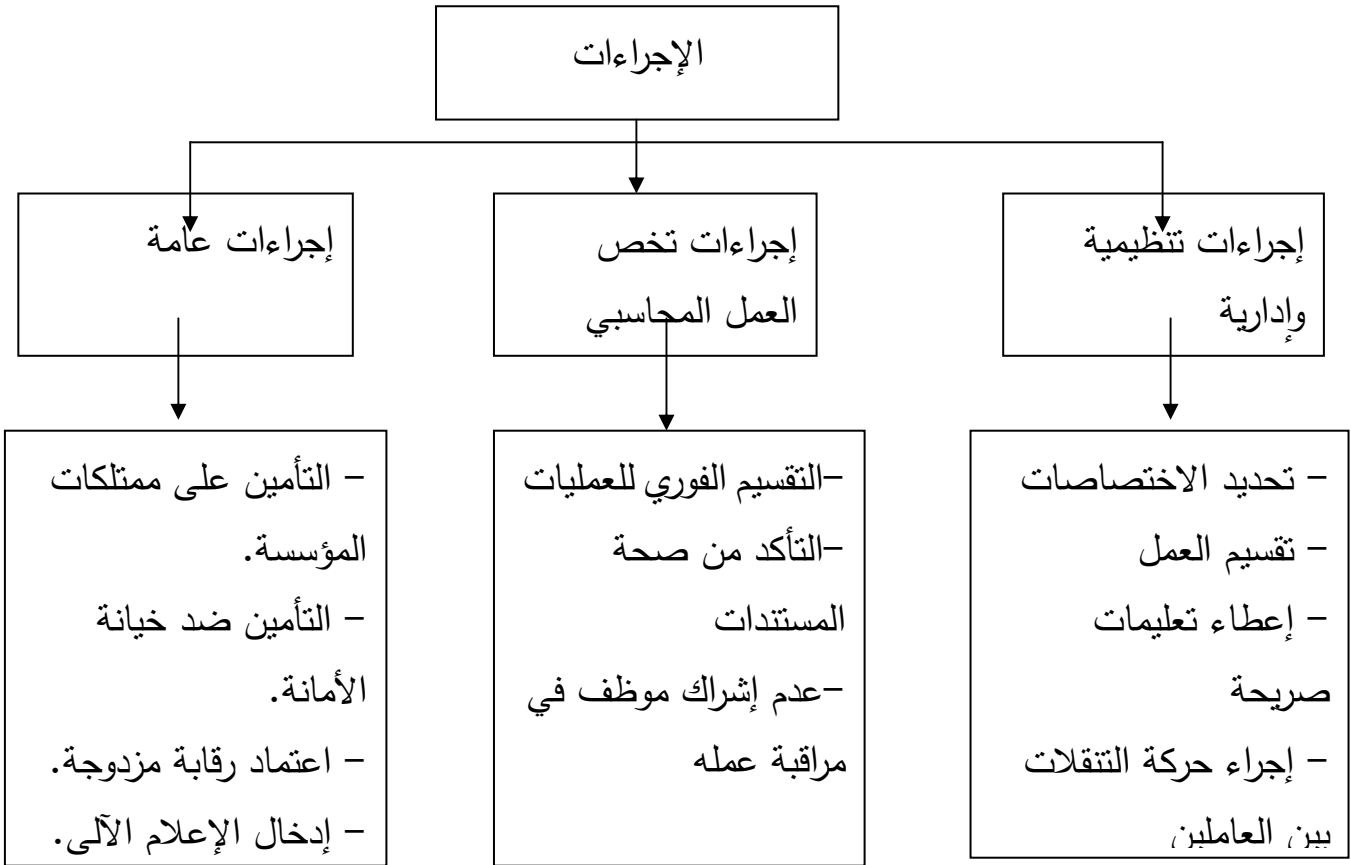 الإجراءات
إجراءات تنظيمية
وإدارية
إجراءات تخص
العمل المحاسبي
إجراءات عامة
– تحديد الاختصاصات
– تقسيم العمل
– إعطاء تعليمات
صريحة
– إجراء حركة التنقلات
بين العاملين
–التقسيم الفوري للعمليات
–التأكد من صحة
المستندات
–عدم إشراك موظف في
مراقبة عمله
– التأمين على ممتلكات
المؤسسة.
– التأمين ضد خيانة
الأمانة.
– اعتماد رقابة مزدوجة.
– إدخال الإعلام الآلي.